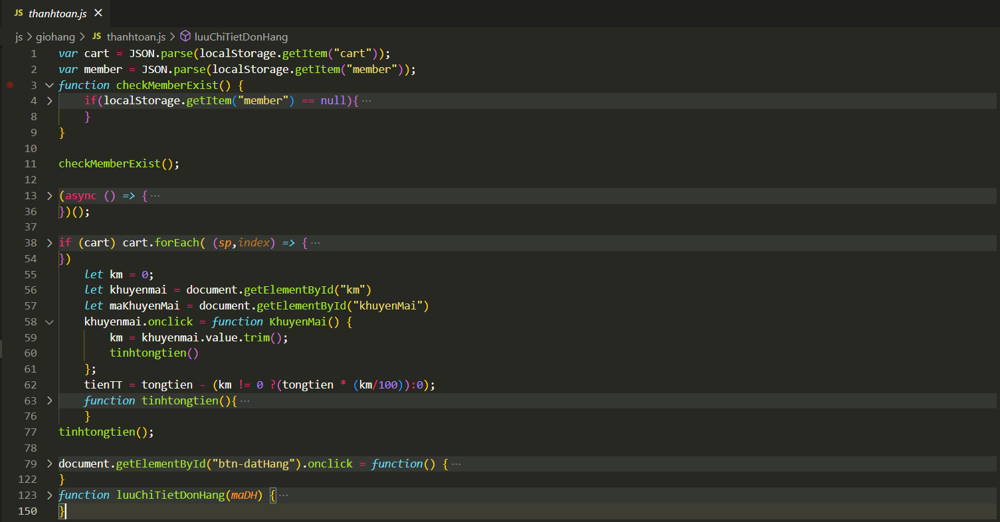 JS thanhtoan.js ×
js > giohang > JS thanhtoan.js > luuChiTietDonHang
1 var cart = JSON.parse(localStorage.getItem("cart"));
2 var member = JSON.parse(localStorage.getItem("member"));
3 function checkMemberExist() {
4 if(localStorage.getItem("member") == null){ ···
8 }
9 }
10
11 checkMemberExist();
12
13 (async () => { ···
36 })();
37
38 if (cart) cart.forEach( (sp,index) => { ···
54 })
55 let km = 0;
56 let khuyenmai = document.getElementById("km")
57 let maKhuyenMai = document.getElementById("khuyenMai")
58 khuyenmai.onclick = function KhuyenMai() {
59 km = khuyenmai.value.trim();
60 tinhtongtien()
61 };
62 tienTT = tongtien - (km != 0 ?(tongtien * (km/100)):0);
63 function tinhtongtien(){ ···
76 }
77 tinhtongtien();
78
79 document.getElementById("btn-datHang").onclick = function() { ···
122 }
123 function luuChiTietDonHang(maDH) { ···
150 }